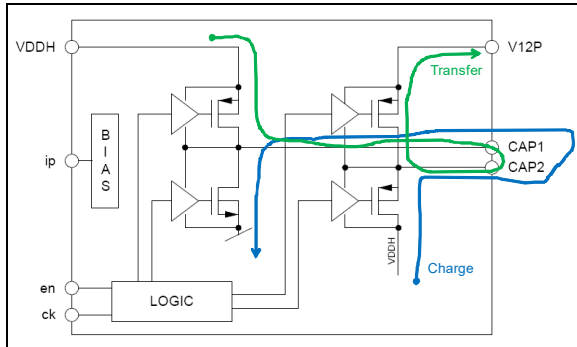 VDDH
V12P
Transfer
B
I
A
S
ip
CAP1
CAP2
VDDH
Charge
en
LOGIC
ck